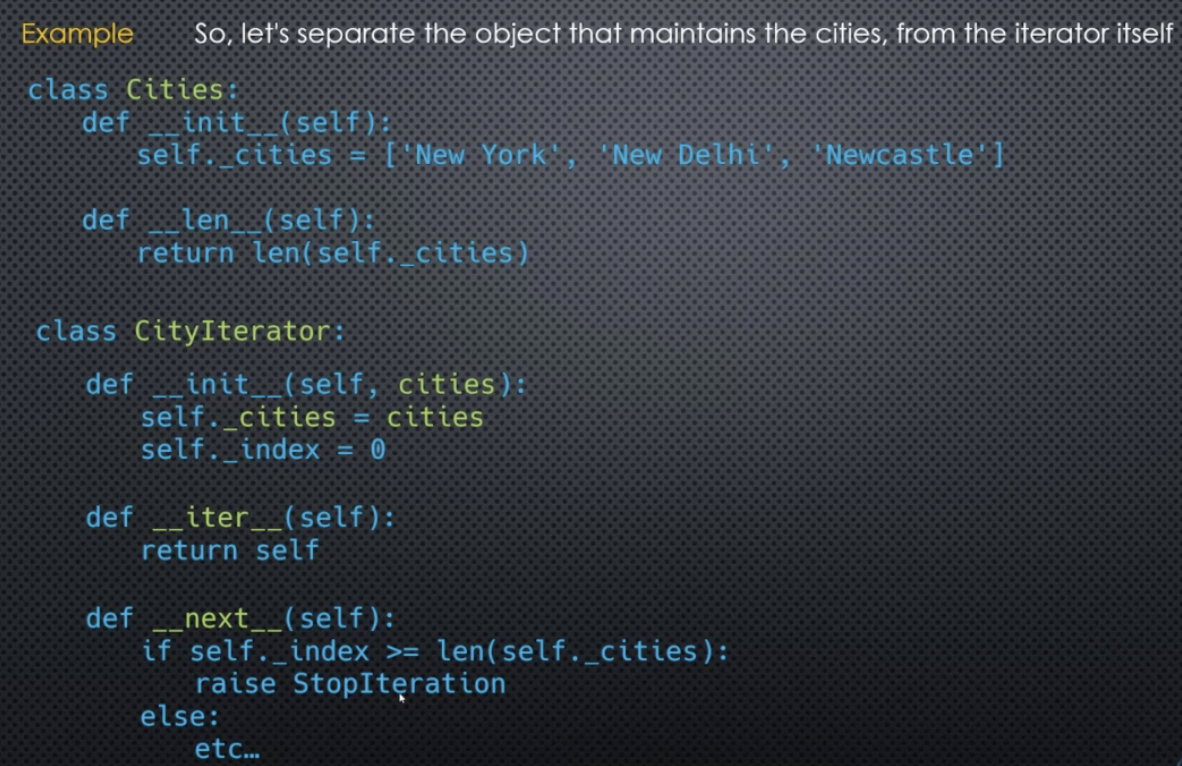 Example So, let's separate the object that maintains the cities, from the iterator itself
class Cities:
def __init__(self):
self._cities = ['New York', 'New Delhi', 'Newcastle']
def __len__(self):
return len(self._cities)
class CityIterator:
def __init__(self, cities):
self._cities = cities
self._index = 0
def __iter__(self):
return self
def __next__(self):
if self._index >= len(self._cities):
raise StopIteration
else:
etc…